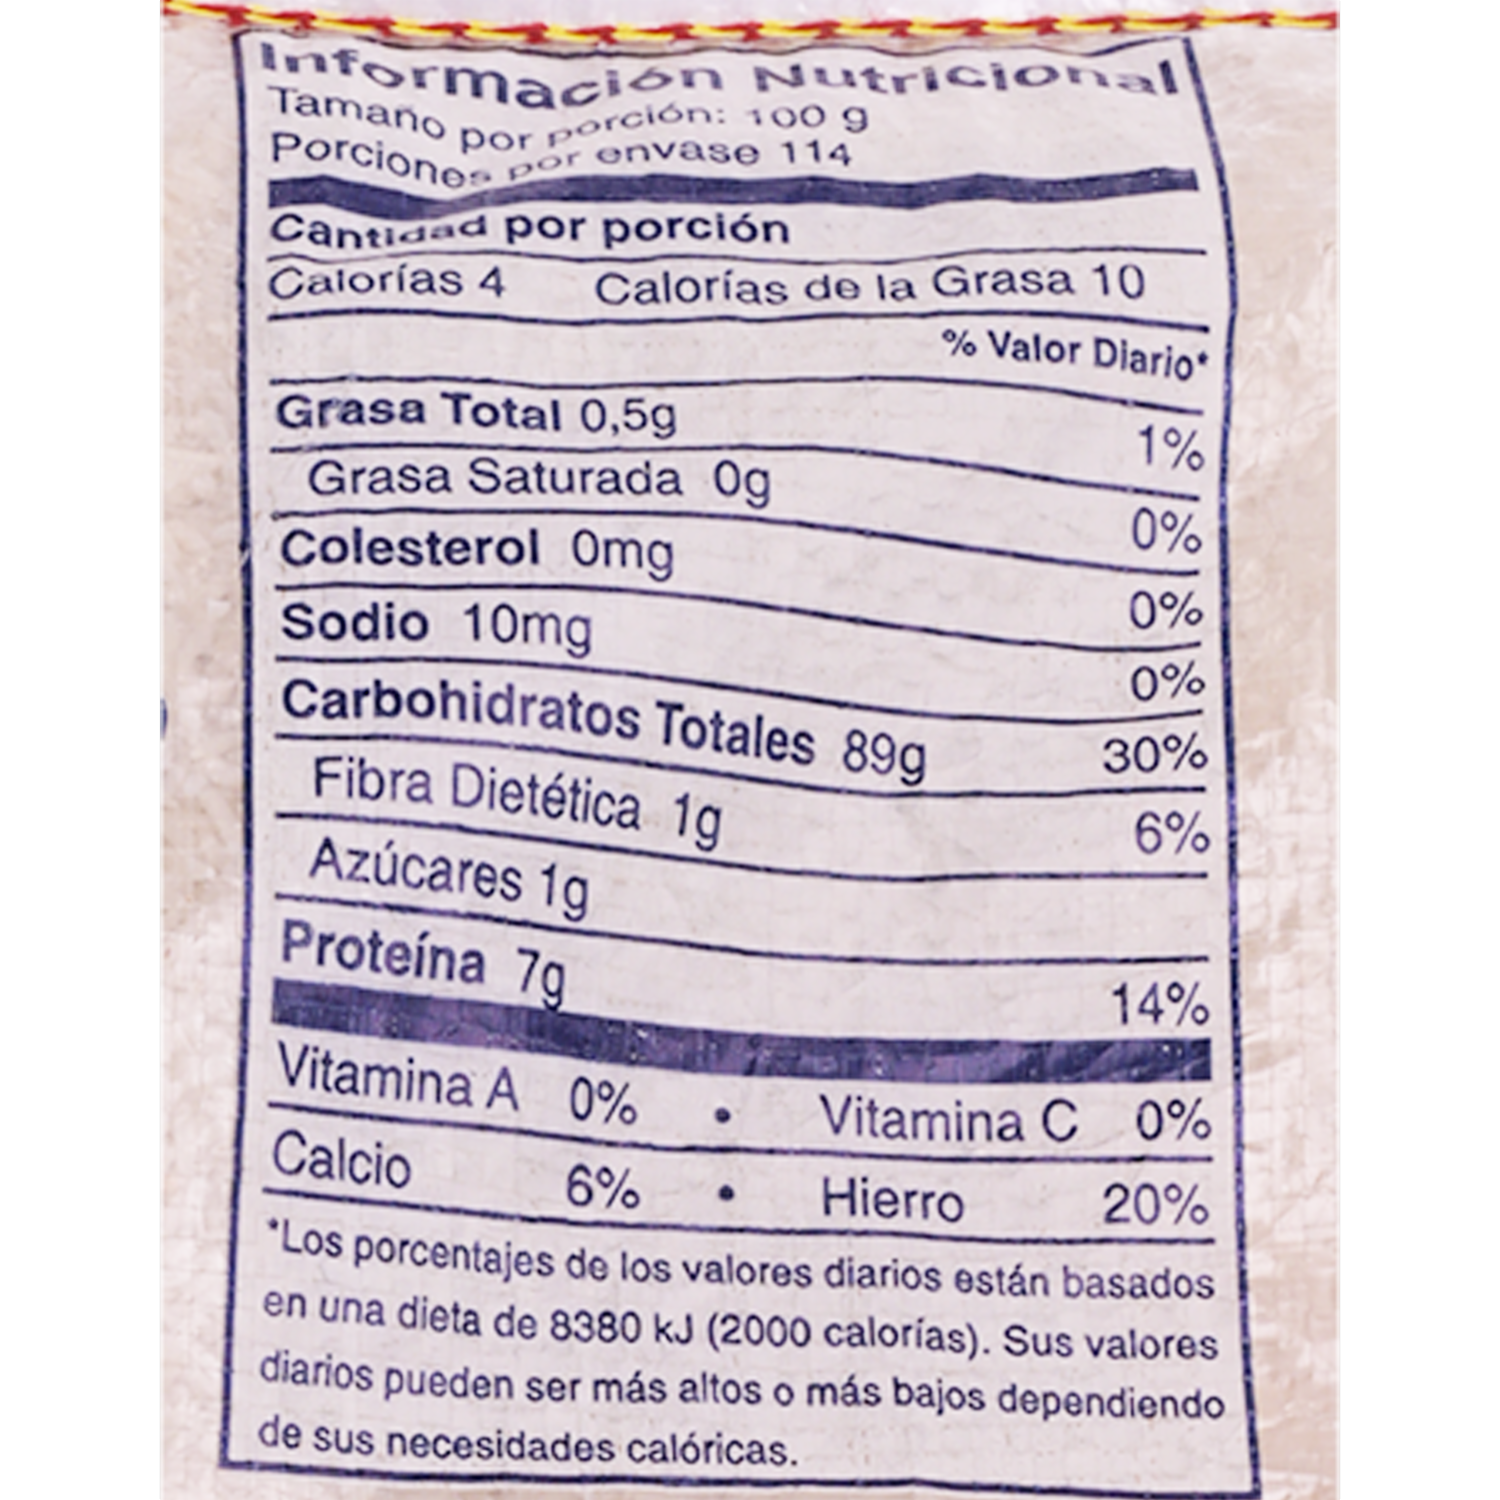 Información Nutricional
Tamaño por porción: 100 g
Porciones por envase 114
Cantidad por porción
Calorías 4 Calorías de la Grasa 10
% Valor Diario*
Grasa Total 0,5g 1%
Grasa Saturada 0g 0%
Colesterol 0mg 0%
Sodio 10mg 0%
Carbohidratos Totales 89g 30%
Fibra Dietética 1g 6%
Azúcares 1g
Proteína 7g 14%
Vitamina A 0% • Vitamina C 0%
Calcio 6% • Hierro 20%
*Los porcentajes de los valores diarios están basados
en una dieta de 8380 kJ (2000 calorías). Sus valores
diarios pueden ser más altos o más bajos dependiendo
de sus necesidades calóricas.